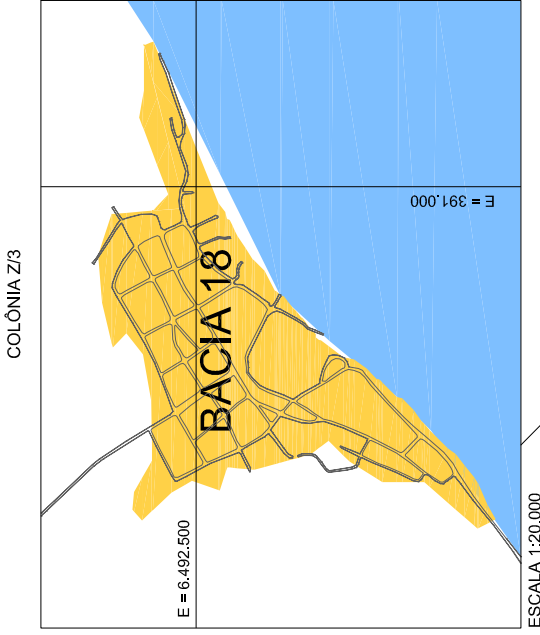 COLÔNIA Z/3
E = 6.492.500
BACIA 18
E = 391.000
ESCALA 1:20.000